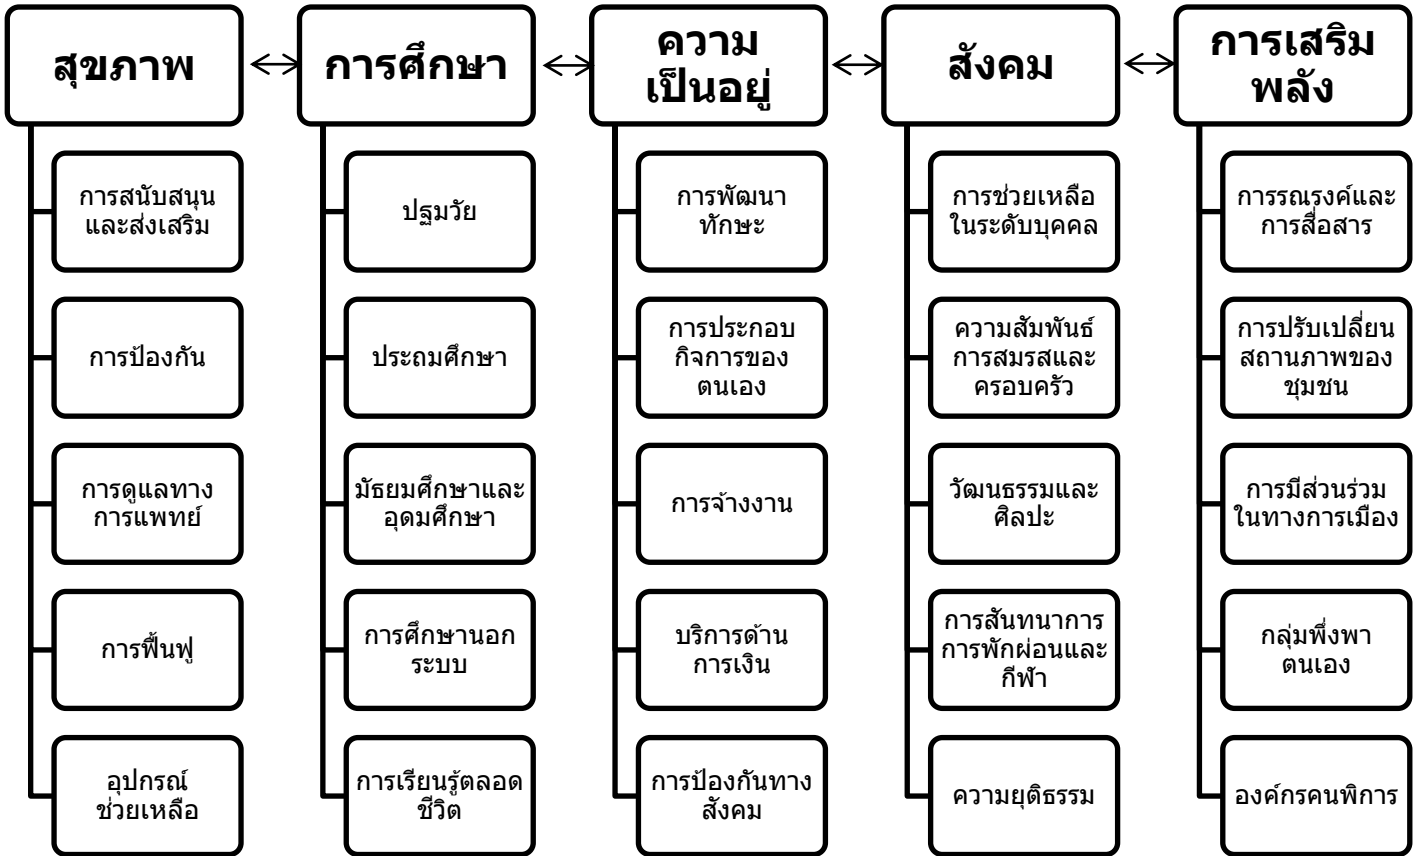 สุขภาพ
การศึกษา
ความ
เป็นอยู่
สังคม
การเสริม
พลัง
การสนับสนุน
และส่งเสริม
การป้องกัน
การดูแลทาง
การแพทย์
การฟื้นฟู
อุปกรณ์
ช่วยเหลือ
ปฐมวัย
ประถมศึกษา
มัธยมศึกษาและ
อุดมศึกษา
การศึกษานอก
ระบบ
การเรียนรู้ตลอด
ชีวิต
การพัฒนา
ทักษะ
การประกอบ
กิจการของ
ตนเอง
การจ้างงาน
บริการด้าน
การเงิน
การป้องกันทาง
สังคม
การช่วยเหลือ
ในระดับบุคคล
ความสัมพันธ์
การสมรสและ
ครอบครัว
วัฒนธรรมและ
ศิลปะ
การสันทนาการ
การพักผ่อนและ
กีฬา
ความยุติธรรม
การรณรงค์และ
การสื่อสาร
การปรับเปลี่ยน
สถานภาพของ
ชุมชน
การมีส่วนร่วม
ในทางการเมือง
กลุ่มพึ่งพา
ตนเอง
องค์กรคนพิการ